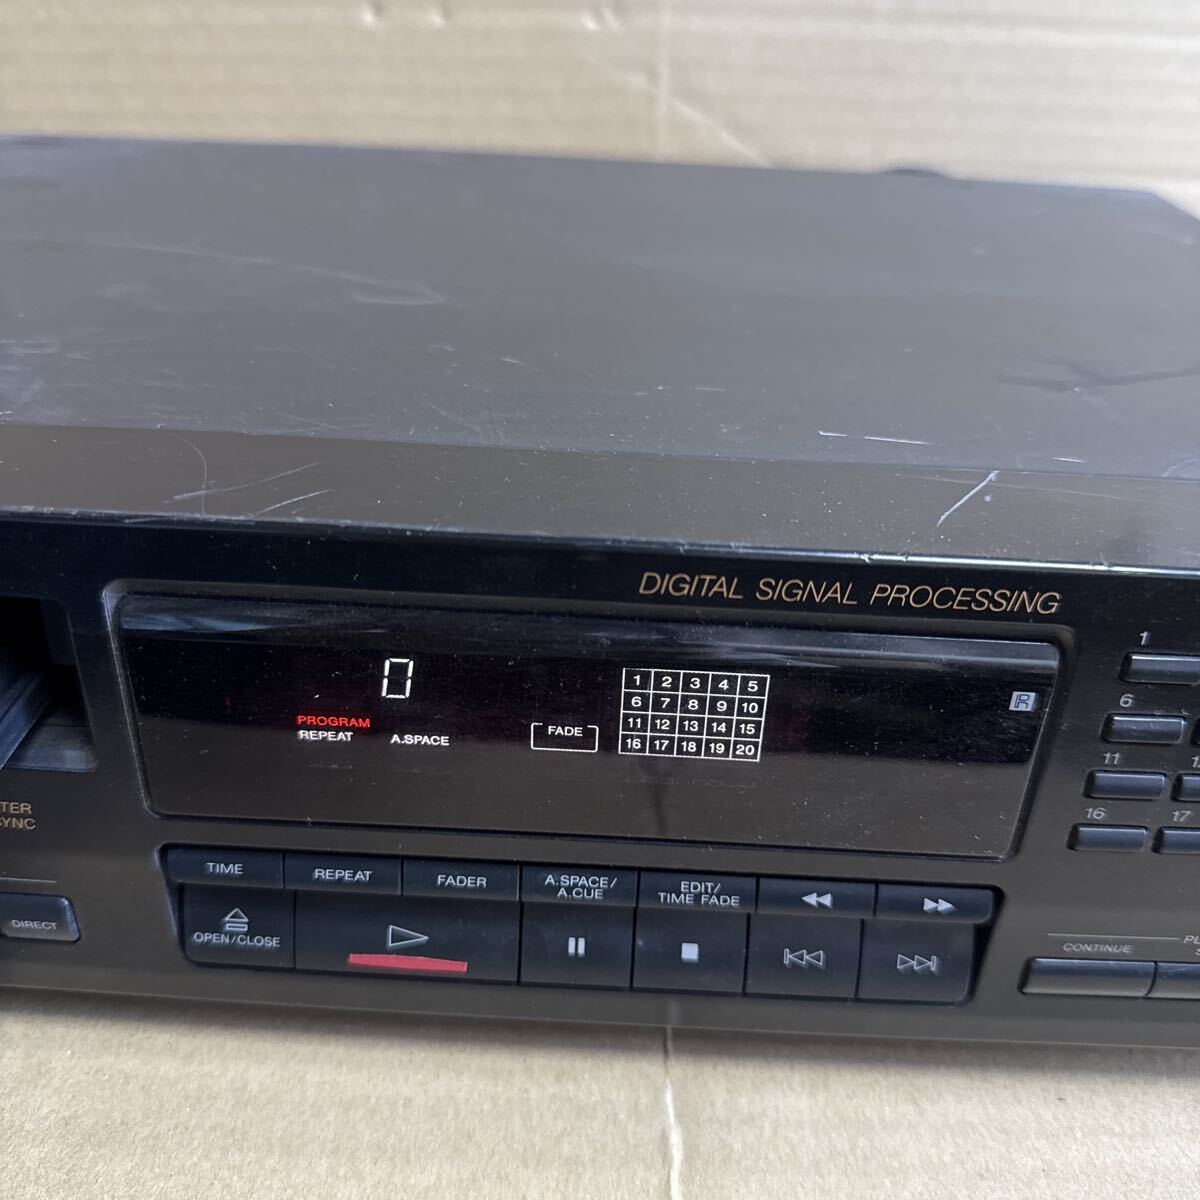 DIGITAL SIGNAL PROCESSING
0
PROGRAM
REPEAT
A.SPACE
FADE
1 2 3 4 5
6 7 8 9 10
11 12 13 14 15
16 17 18 19 20
1
6
11
16 17
TER
SYNC
DIRECT
TIME
REPEAT
FADER
A.SPACE/
A.CUE
EDIT/
TIME FADE
OPEN/CLOSE
CONTINUE